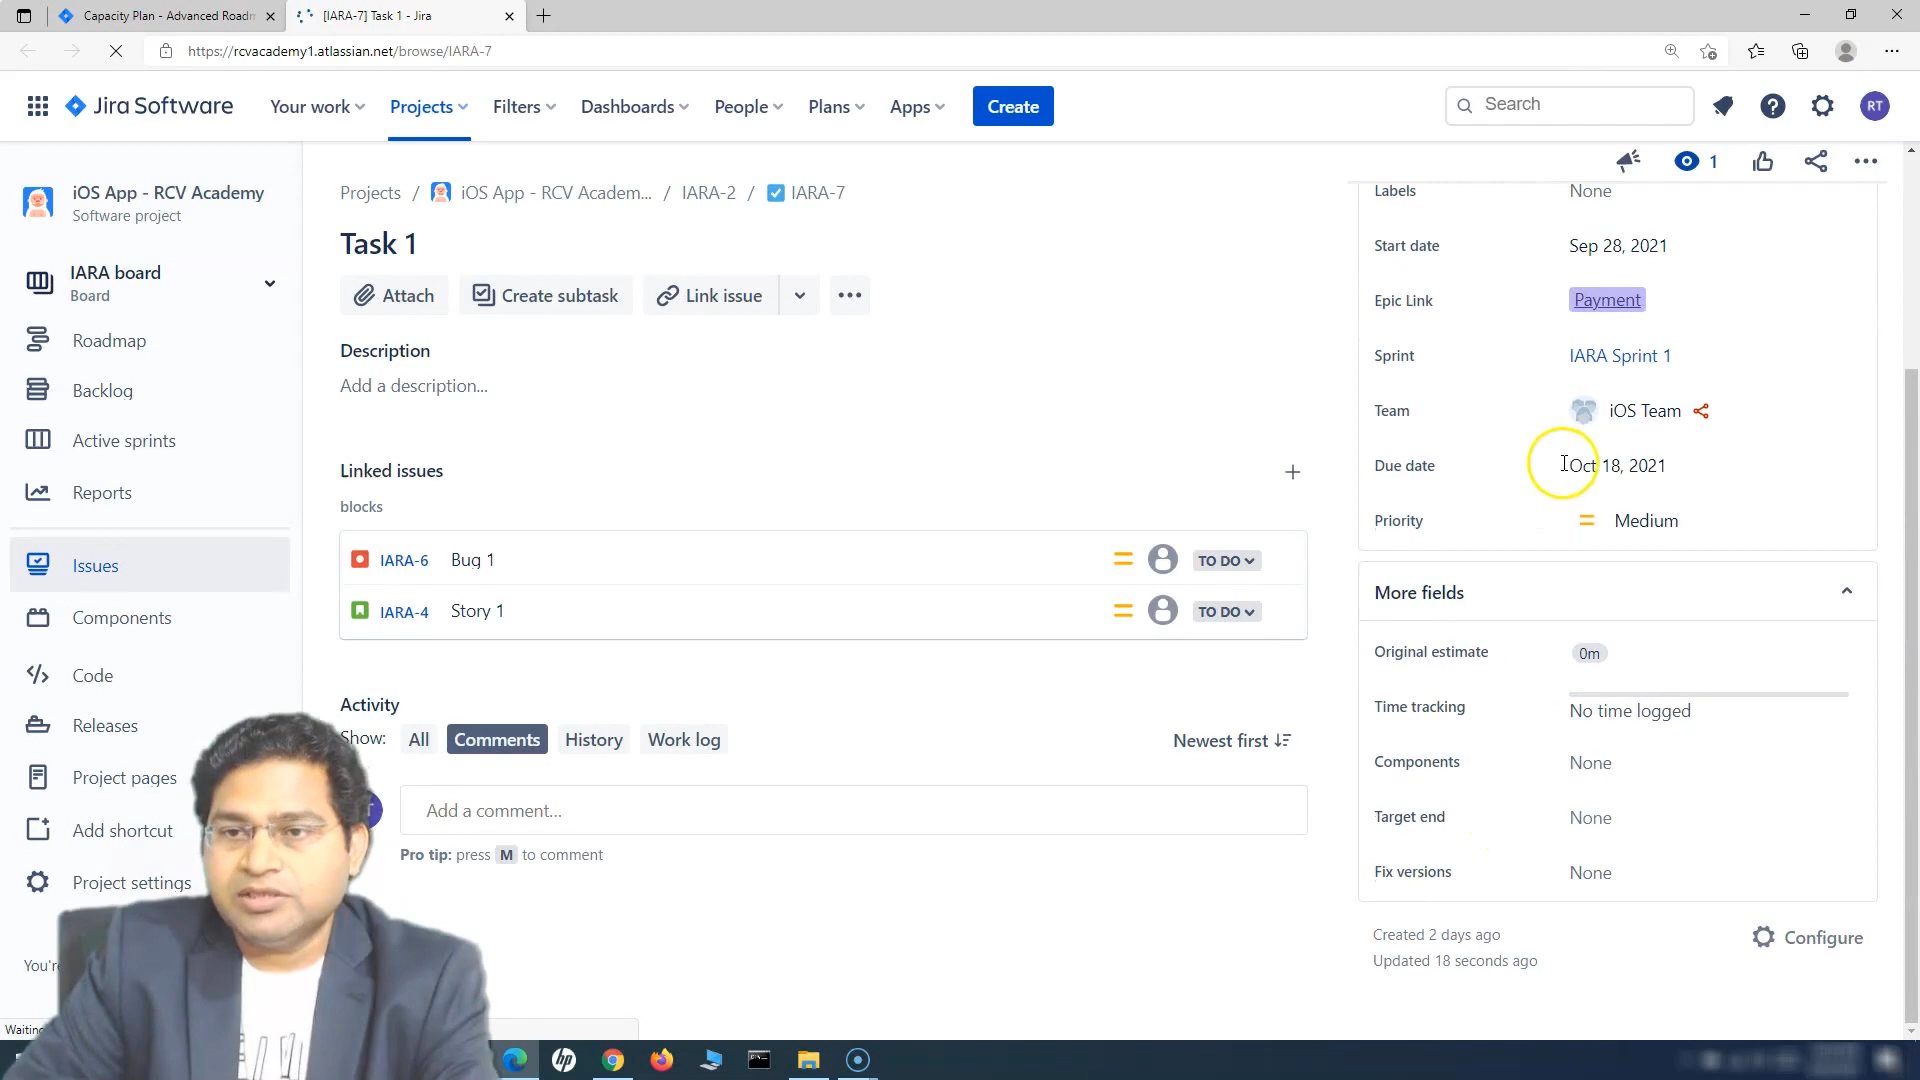 Capacity Plan - Advanced Roadm
[IARA-7] Task 1 - Jira
https://rcvacademy1.atlassian.net/browse/IARA-7
Jira Software
Your work
Projects
Filters
Dashboards
People
Plans
Apps
Create
Search
RT
iOS App - RCV Academy
Software project
IARA board
Board
Roadmap
Backlog
Active sprints
Reports
Issues
Components
Code
Releases
Project pages
Add shortcut
Project settings
You're
Waiting
Projects / iOS App - RCV Academ... / IARA-2 / IARA-7
Task 1
Attach
Create subtask
Link issue
Description
Add a description...
Linked issues
blocks
IARA-6 Bug 1 TO DO
IARA-4 Story 1 TO DO
Activity
Show: All Comments History Work log
Newest first
Add a comment...
Pro tip: press M to comment
1
Labels None
Start date Sep 28, 2021
Epic Link Payment
Sprint IARA Sprint 1
Team iOS Team
Due date Oct 18, 2021
Priority Medium
More fields
Original estimate 0m
Time tracking No time logged
Components None
Target end None
Fix versions None
Created 2 days ago
Updated 18 seconds ago
Configure
hp